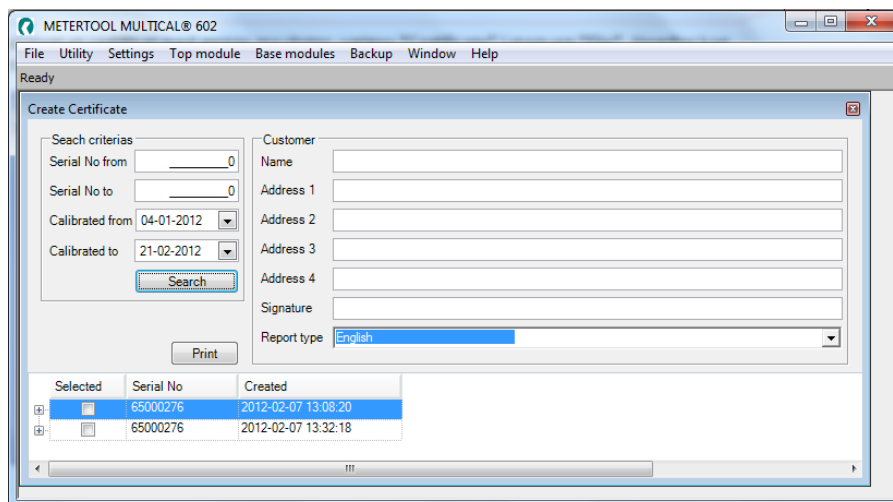 METERTOOL MULTICAL® 602
File Utility Settings Top module Base modules Backup Window Help
Ready
Create Certificate
Seach criterias
Serial No from ________0
Serial No to ________0
Calibrated from 04-01-2012
Calibrated to 21-02-2012
Search
Print
Customer
Name
Address 1
Address 2
Address 3
Address 4
Signature
Report type English
Selected Serial No Created
65000276 2012-02-07 13:08:20
65000276 2012-02-07 13:32:18